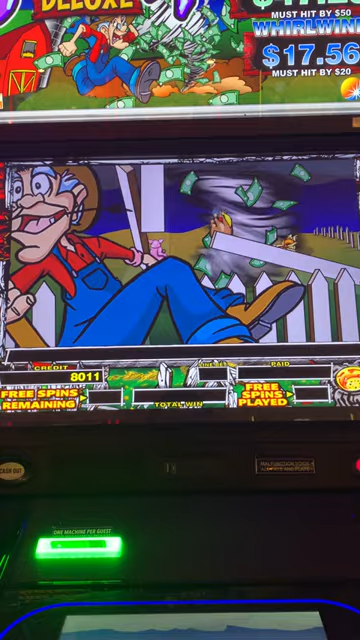 DELUXE
MUST HIT BY $50
WHIRLWIND
$17.56
MUST HIT BY $20
CREDIT
8011
PAID
FREE SPINS
REMAINING
TOTAL WIN
FREE
SPINS
PLAYED
CASH OUT
ONE MACHINE PER GUEST